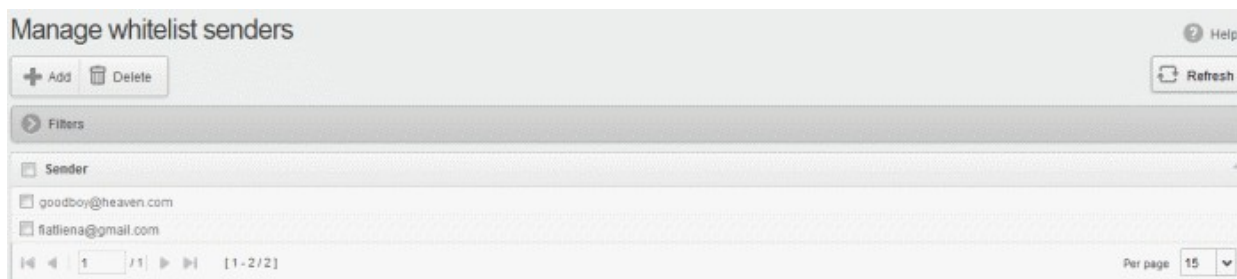 Manage whitelist senders
Help
Add Delete
Refresh
Filters
Sender
goodboy@heaven.com
flatliena@gmail.com
1 /1 [1-2/2] Per page 15